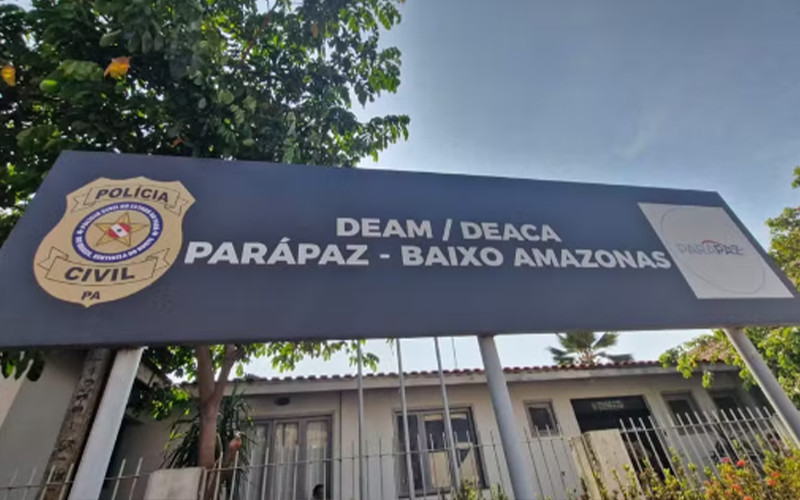 POLÍCIA
CIVIL
PA
DEAM / DEACA
PARÁPAZ - BAIXO AMAZONAS
PARÁPAZ